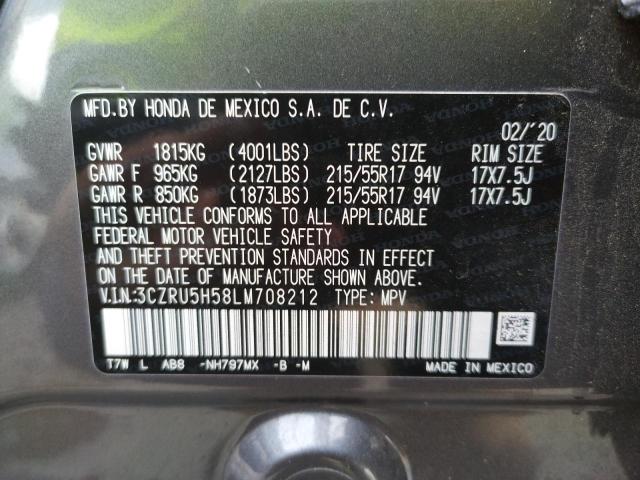 MFD.BY HONDA DE MEXICO S.A. DE C.V.
02/'20
GVWR 1815KG (4001LBS) TIRE SIZE RIM SIZE
GAWR F 965KG (2127LBS) 215/55R17 94V 17X7.5J
GAWR R 850KG (1873LBS) 215/55R17 94V 17X7.5J
THIS VEHICLE CONFORMS TO ALL APPLICABLE
FEDERAL MOTOR VEHICLE SAFETY
AND THEFT PREVENTION STANDARDS IN EFFECT
ON THE DATE OF MANUFACTURE SHOWN ABOVE.
V.I.N.:3CZRU5H58LM708212 TYPE: MPV
T7W L AB8 -NH797MX -B -M MADE IN MEXICO